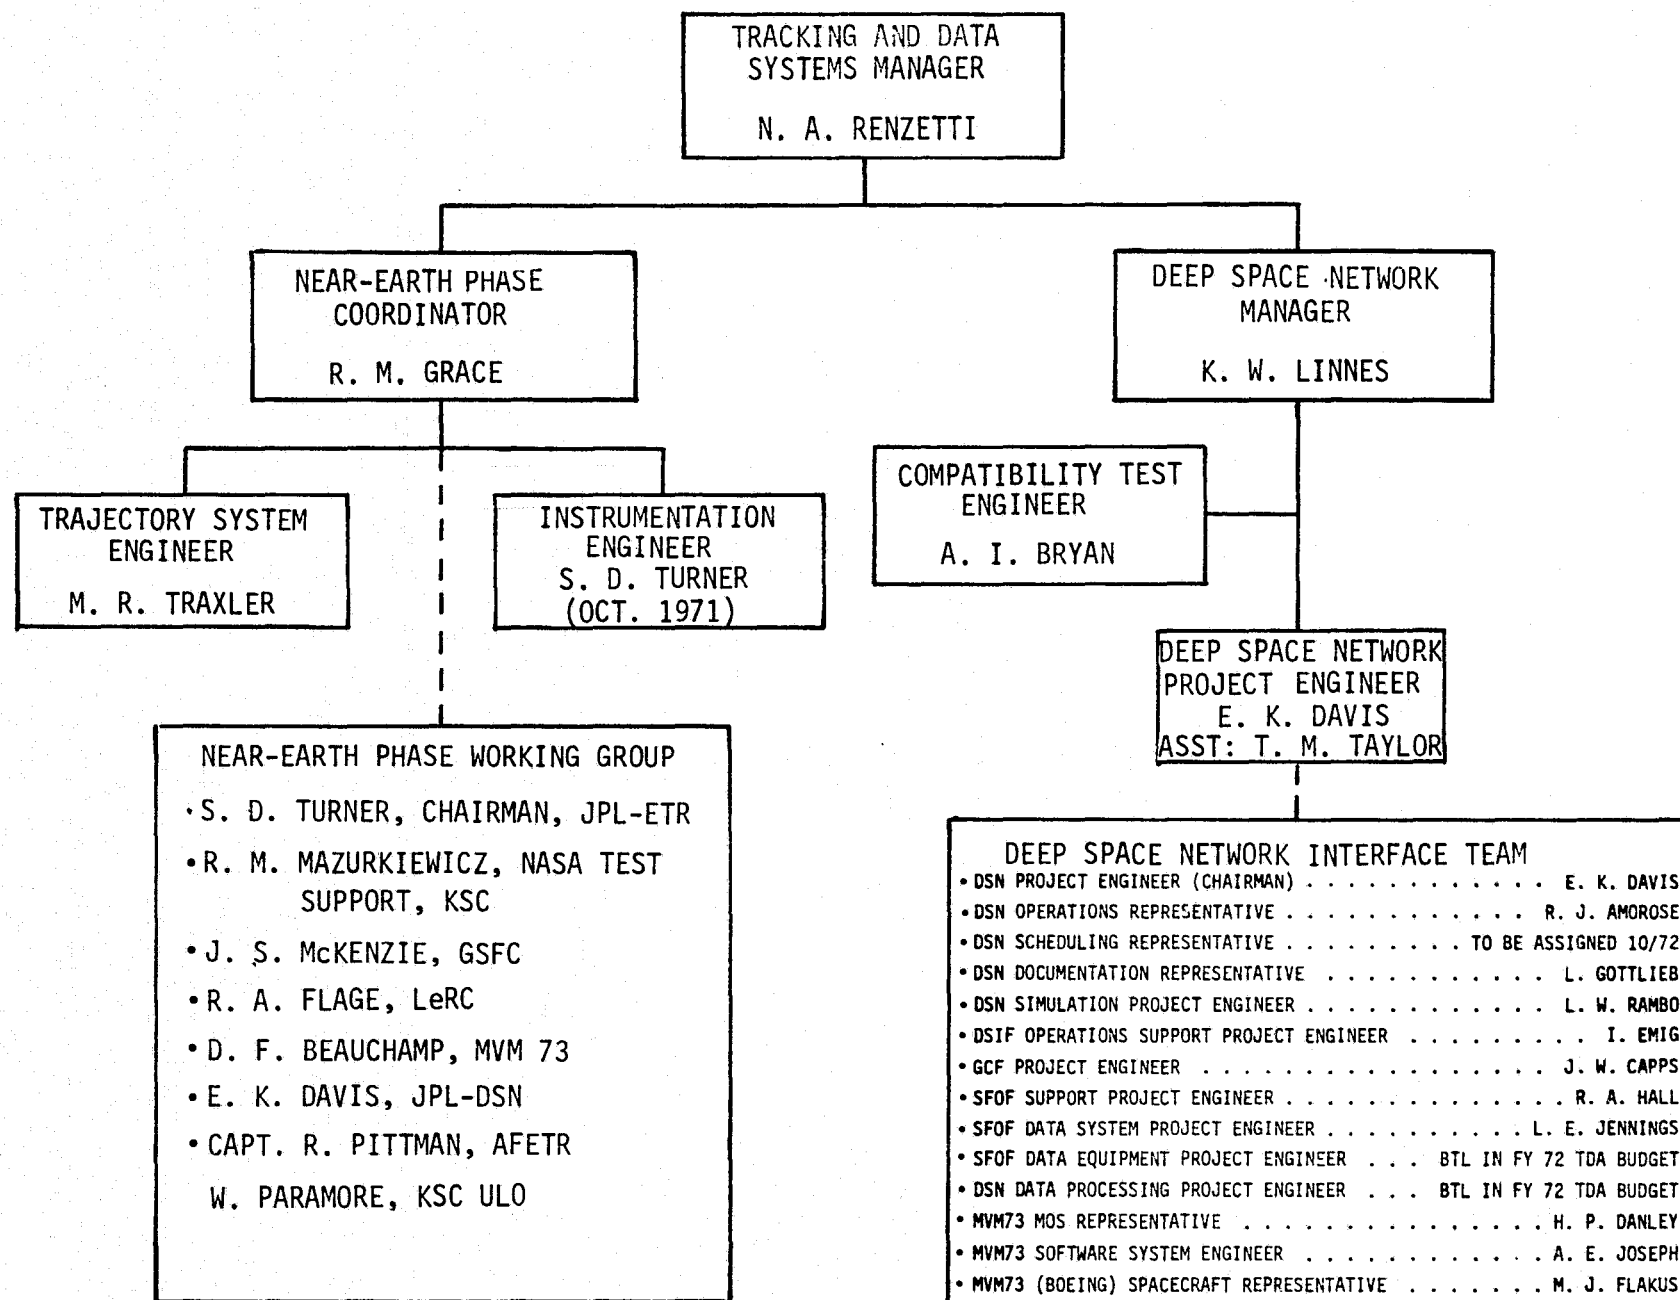 TRACKING AND DATA
SYSTEMS MANAGER
N. A. RENZETTI
NEAR-EARTH PHASE
COORDINATOR
R. M. GRACE
DEEP SPACE NETWORK
MANAGER
K. W. LINNES
TRAJECTORY SYSTEM
ENGINEER
M. R. TRAXLER
INSTRUMENTATION
ENGINEER
S. D. TURNER
(OCT. 1971)
COMPATIBILITY TEST
ENGINEER
A. I. BRYAN
DEEP SPACE NETWORK
PROJECT ENGINEER
E. K. DAVIS
ASST: T. M. TAYLOR
NEAR-EARTH PHASE WORKING GROUP
• S. D. TURNER, CHAIRMAN, JPL-ETR
• R. M. MAZURKIEWICZ, NASA TEST
SUPPORT, KSC
• J. S. McKENZIE, GSFC
• R. A. FLAGE, LeRC
• D. F. BEAUCHAMP, MVM 73
• E. K. DAVIS, JPL-DSN
• CAPT. R. PITTMAN, AFETR
W. PARAMORE, KSC ULO
DEEP SPACE NETWORK INTERFACE TEAM
• DSN PROJECT ENGINEER (CHAIRMAN) . . . . . . . . . . . . E. K. DAVIS
• DSN OPERATIONS REPRESENTATIVE . . . . . . . . . . . . R. J. AMOROSE
• DSN SCHEDULING REPRESENTATIVE . . . . . . . . . TO BE ASSIGNED 10/72
• DSN DOCUMENTATION REPRESENTATIVE . . . . . . . . . . . L. GOTTLIEB
• DSN SIMULATION PROJECT ENGINEER . . . . . . . . . . . . L. W. RAMBO
• DSIF OPERATIONS SUPPORT PROJECT ENGINEER . . . . . . . . . I. EMIG
• GCF PROJECT ENGINEER . . . . . . . . . . . . . . . . . J. W. CAPPS
• SFOF SUPPORT PROJECT ENGINEER . . . . . . . . . . . . . . R. A. HALL
• SFOF DATA SYSTEM PROJECT ENGINEER . . . . . . . . . . L. E. JENNINGS
• SFOF DATA EQUIPMENT PROJECT ENGINEER . . . BTL IN FY 72 TDA BUDGET
• DSN DATA PROCESSING PROJECT ENGINEER . . . BTL IN FY 72 TDA BUDGET
• MVM73 MOS REPRESENTATIVE . . . . . . . . . . . . . . . H. P. DANLEY
• MVM73 SOFTWARE SYSTEM ENGINEER . . . . . . . . . . . . A. E. JOSEPH
• MVM73 (BOEING) SPACECRAFT REPRESENTATIVE . . . . . . . M. J. FLAKUS